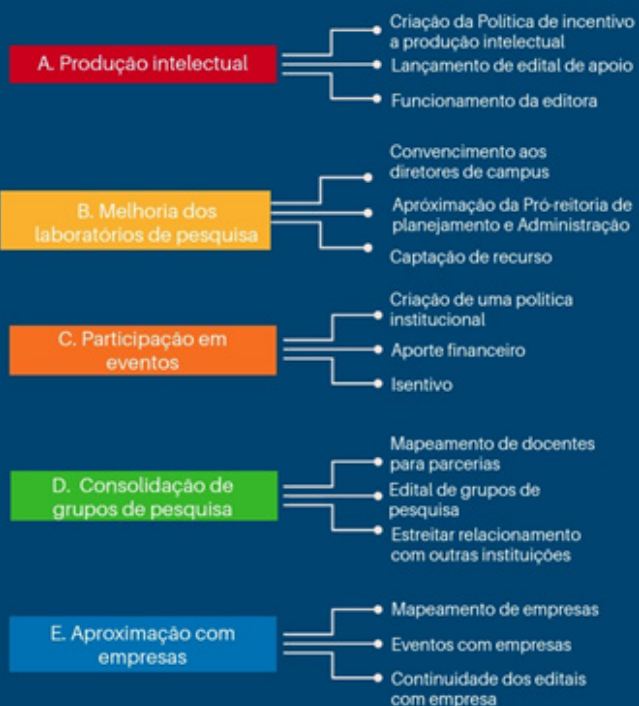 A. Produção intelectual
Criação da Política de incentivo
a produção intelectual
Lançamento de edital de apoio
Funcionamento da editora
B. Melhoria dos
laboratórios de pesquisa
Convencimento aos
diretores de campus
Apróximação da Pró-reitoria de
planejamento e Administração
Captação de recurso
C. Participação em
eventos
Criação de uma politica
institucional
Aporte financeiro
Isentivo
D. Consolidação de
grupos de pesquisa
Mapeamento de docentes
para parcerias
Edital de grupos de
pesquisa
Estreitar relacionamento
com outras instituições
E. Aproximação com
empresas
Mapeamento de empresas
Eventos com empresas
Continuidade dos editais
com empresa